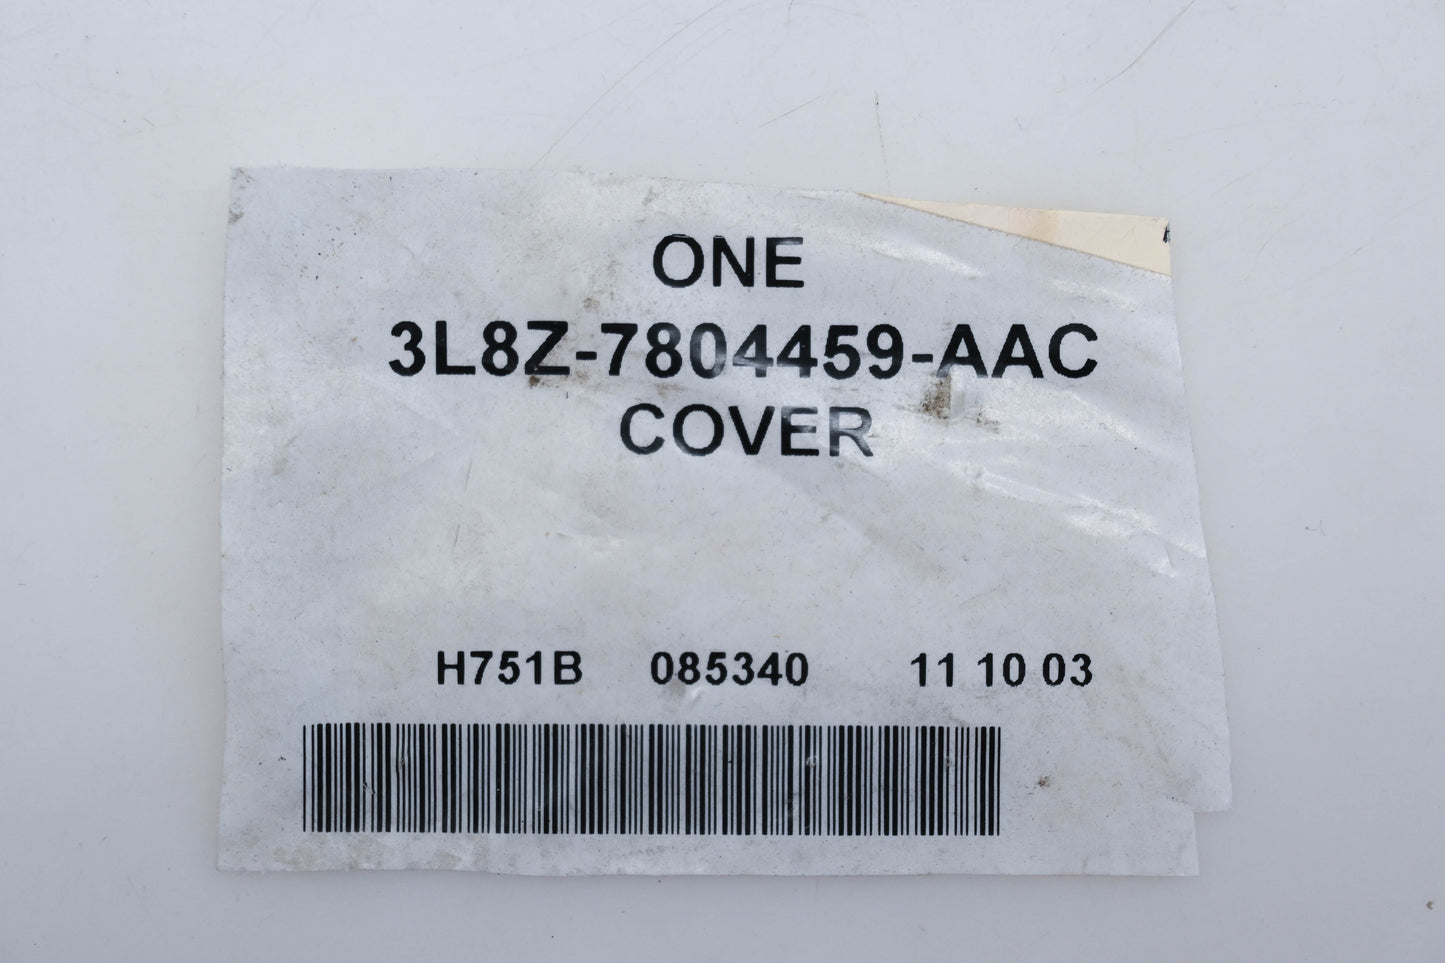 ONE
3L8Z-7804459-AAC
COVER
H751B 085340 11 10 03